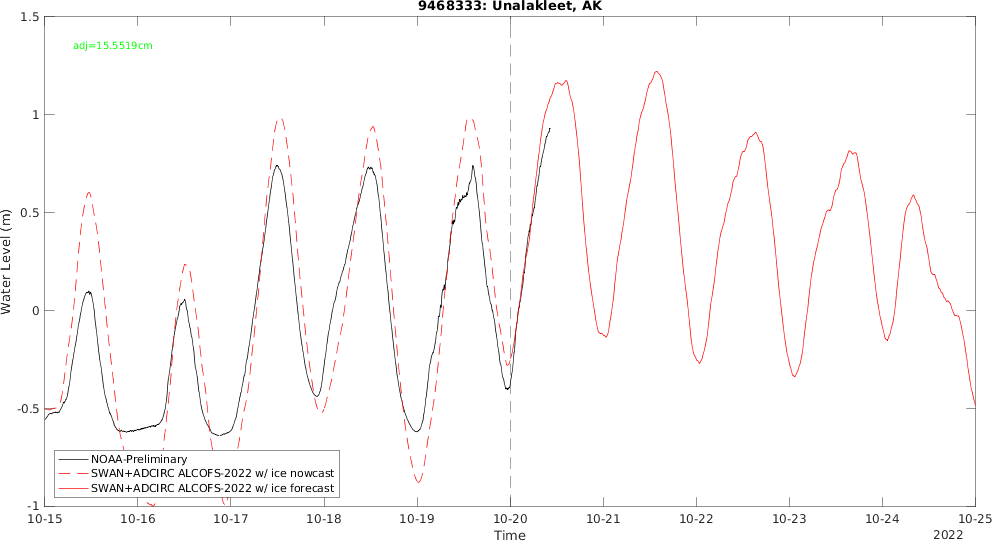 9468333: Unalakleet, AK
adj=15.5519cm
1.5
1
0.5
0
-0.5
-1
Water Level (m)
NOAA-Preliminary
SWAN+ADCIRC ALCOFS-2022 w/ ice nowcast
SWAN+ADCIRC ALCOFS-2022 w/ ice forecast
10-15 10-16 10-17 10-18 10-19 10-20 10-21 10-22 10-23 10-24 10-25
Time
2022